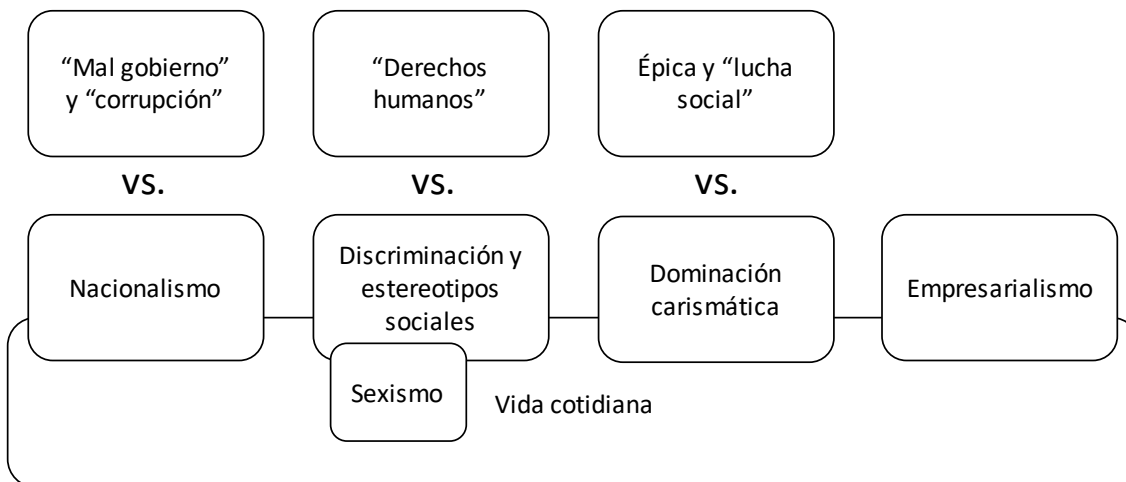 “Mal gobierno”
y “corrupción”
“Derechos
humanos”
Épica y “lucha
social”
vs.
vs.
vs.
Nacionalismo
Discriminación y
estereotipos
sociales
Dominación
carismática
Empresarialismo
Sexismo
Vida cotidiana